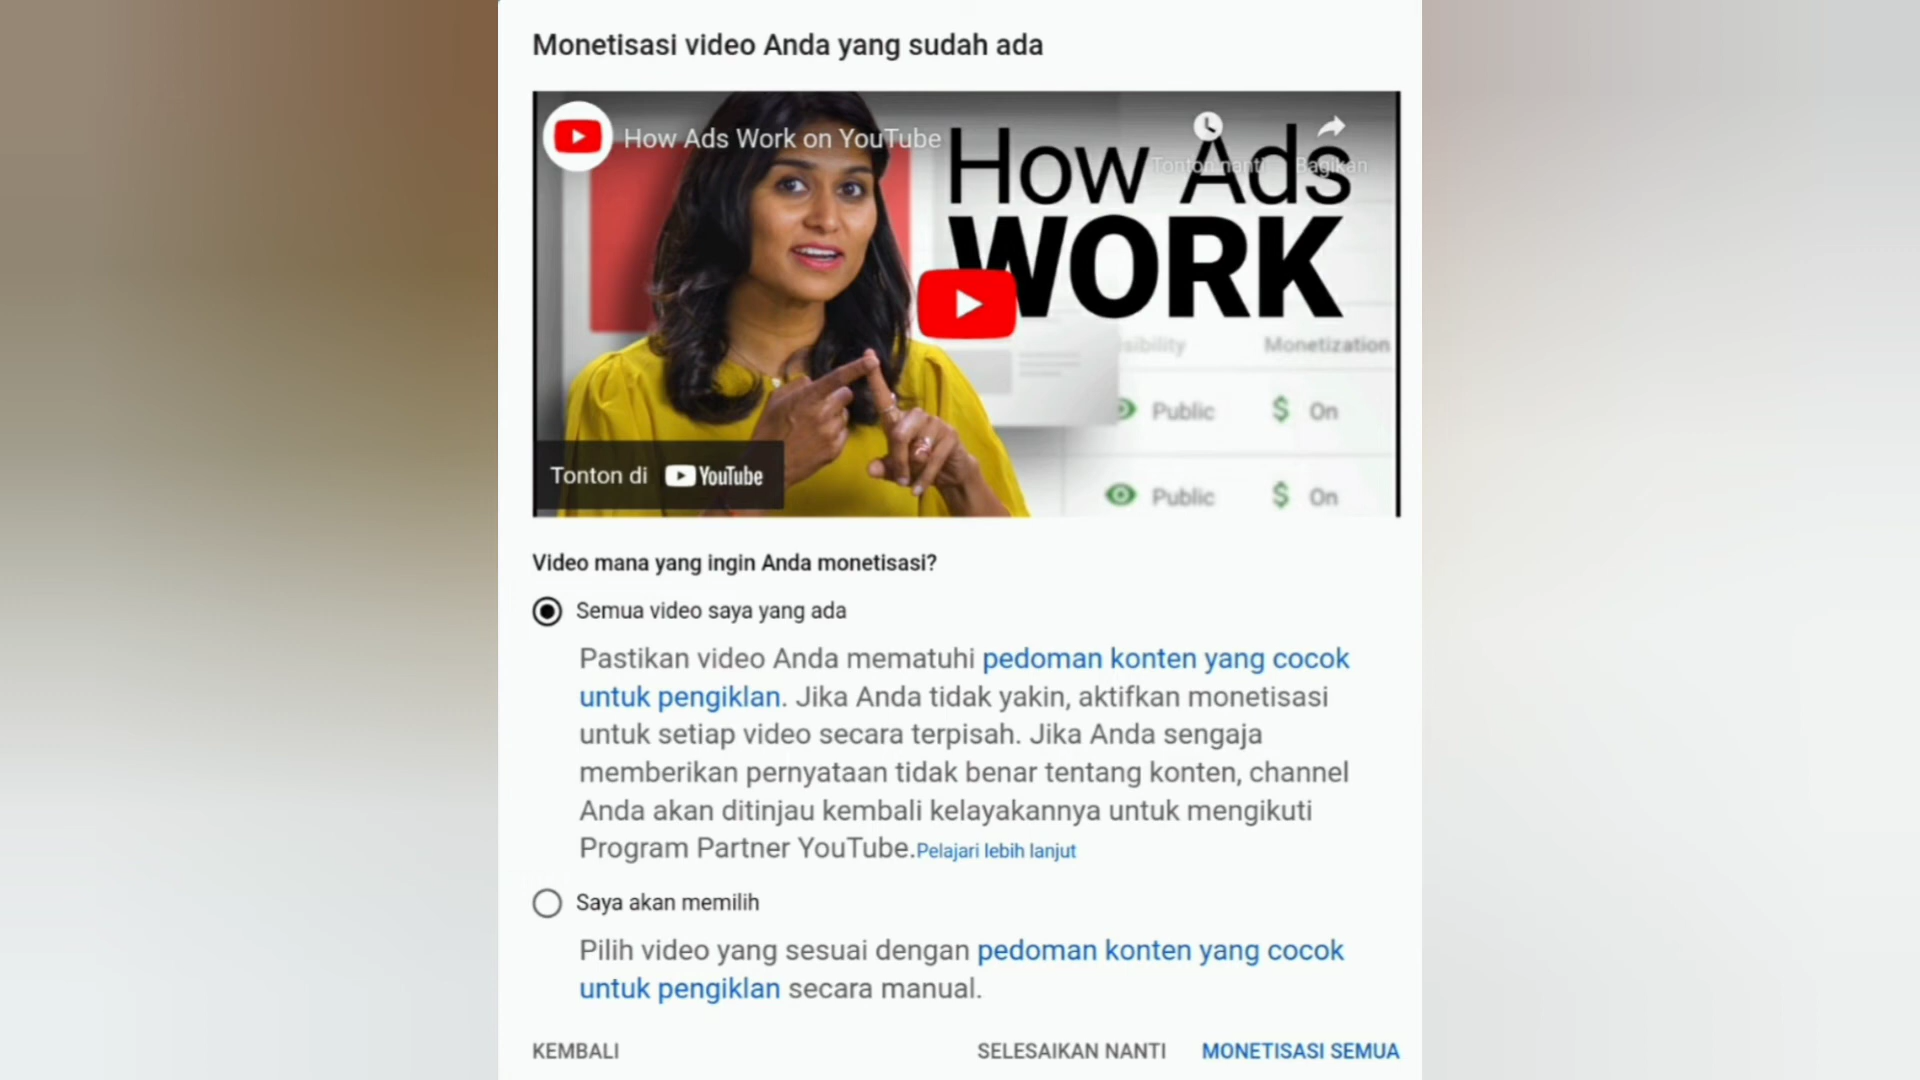 Monetisasi video Anda yang sudah ada
How Ads Work on YouTube
Tonton nanti
Bagikan
How Ads
WORK
sibility Monetization
Public $ On
Public $ On
Tonton di YouTube
Video mana yang ingin Anda monetisasi?
Semua video saya yang ada
Pastikan video Anda mematuhi pedoman konten yang cocok
untuk pengiklan. Jika Anda tidak yakin, aktifkan monetisasi
untuk setiap video secara terpisah. Jika Anda sengaja
memberikan pernyataan tidak benar tentang konten, channel
Anda akan ditinjau kembali kelayakannya untuk mengikuti
Program Partner YouTube.Pelajari lebih lanjut
Saya akan memilih
Pilih video yang sesuai dengan pedoman konten yang cocok
untuk pengiklan secara manual.
KEMBALI SELESAIKAN NANTI MONETISASI SEMUA